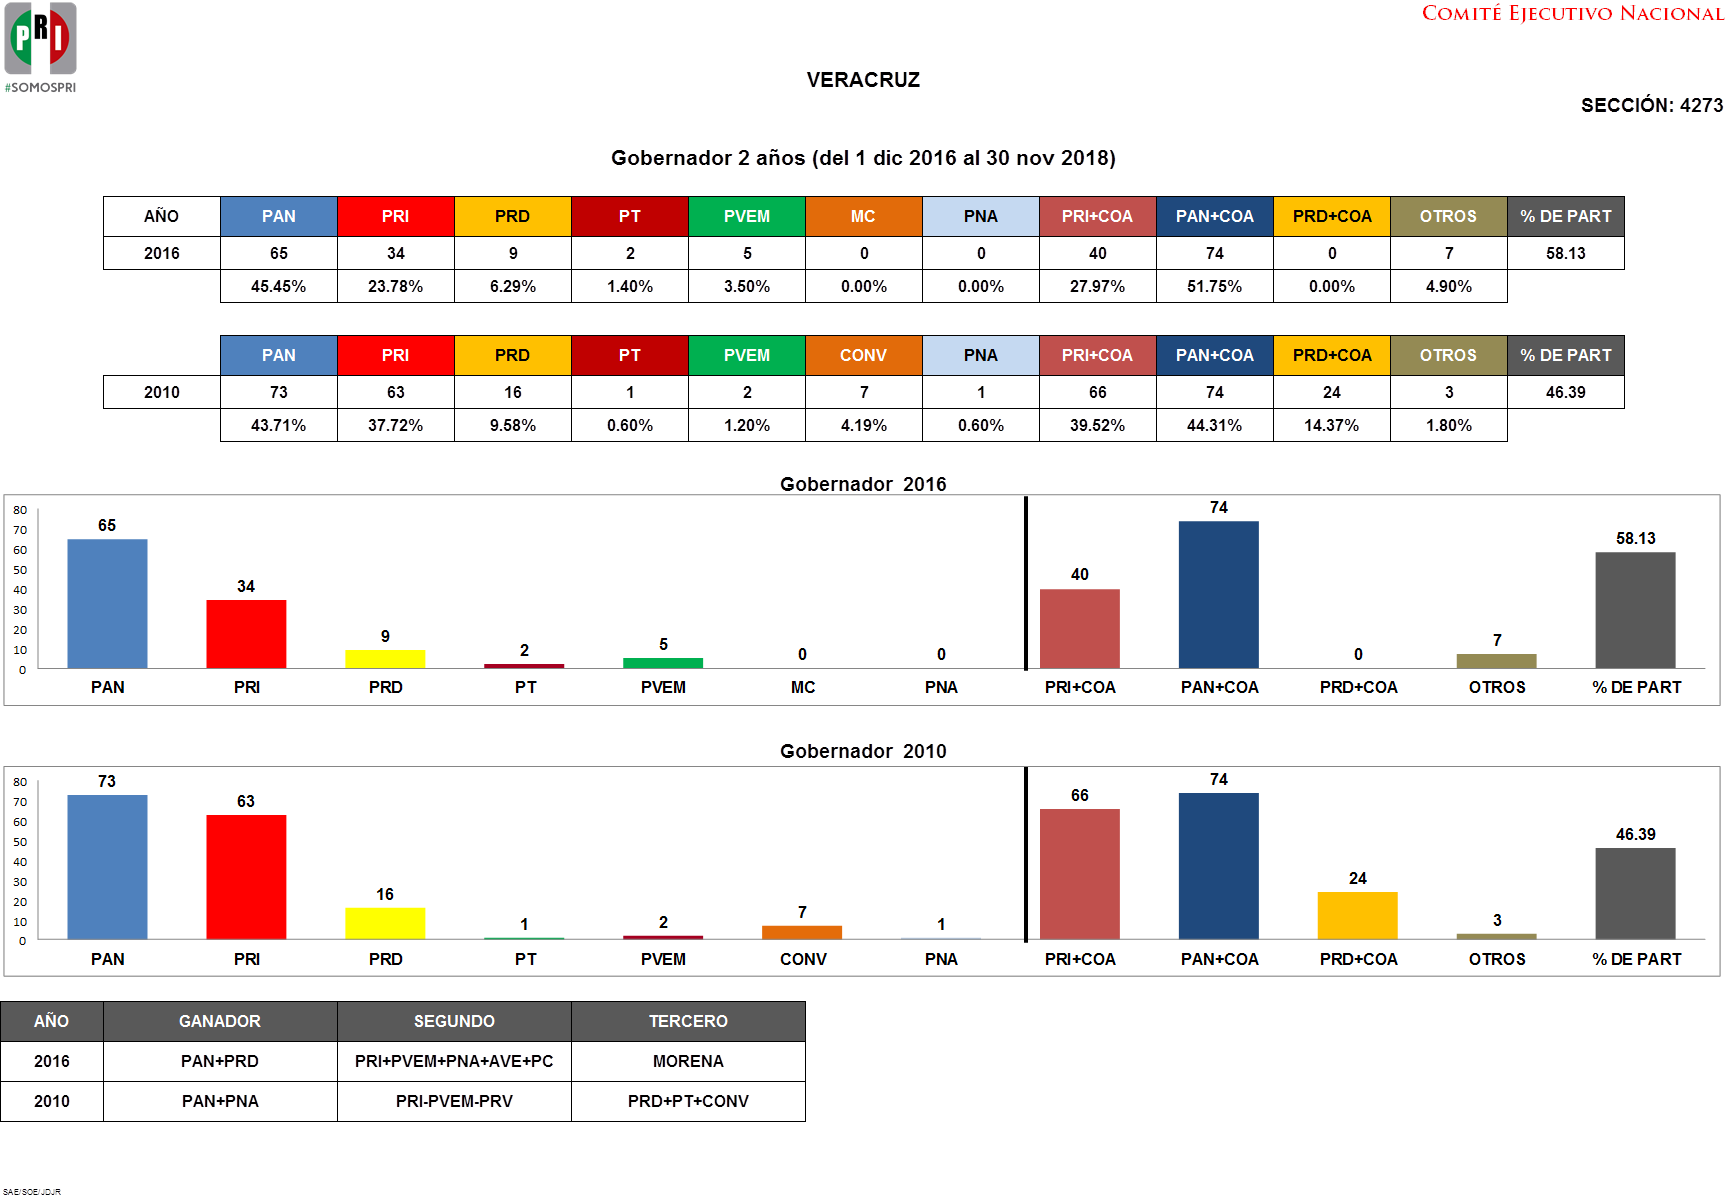 PRI
#SOMOSPRI
COMITÉ EJECUTIVO NACIONAL
VERACRUZ
SECCIÓN: 4273
Gobernador 2 años (del 1 dic 2016 al 30 nov 2018)
AÑO PAN PRI PRD PT PVEM MC PNA PRI+COA PAN+COA PRD+COA OTROS % DE PART
2016 65 34 9 2 5 0 0 40 74 0 7 58.13
45.45% 23.78% 6.29% 1.40% 3.50% 0.00% 0.00% 27.97% 51.75% 0.00% 4.90%
PAN PRI PRD PT PVEM CONV PNA PRI+COA PAN+COA PRD+COA OTROS % DE PART
2010 73 63 16 1 2 7 1 66 74 24 3 46.39
43.71% 37.72% 9.58% 0.60% 1.20% 4.19% 0.60% 39.52% 44.31% 14.37% 1.80%
Gobernador 2016
80
70
60
50
40
30
20
10
0
65 34 9 2 5 0 0 40 74 0 7 58.13
PAN PRI PRD PT PVEM MC PNA PRI+COA PAN+COA PRD+COA OTROS % DE PART
Gobernador 2010
80
70
60
50
40
30
20
10
0
73 63 16 1 2 7 1 66 74 24 3 46.39
PAN PRI PRD PT PVEM CONV PNA PRI+COA PAN+COA PRD+COA OTROS % DE PART
AÑO GANADOR SEGUNDO TERCERO
2016 PAN+PRD PRI+PVEM+PNA+AVE+PC MORENA
2010 PAN+PNA PRI-PVEM-PRV PRD+PT+CONV
SAE/SOE/JDJR